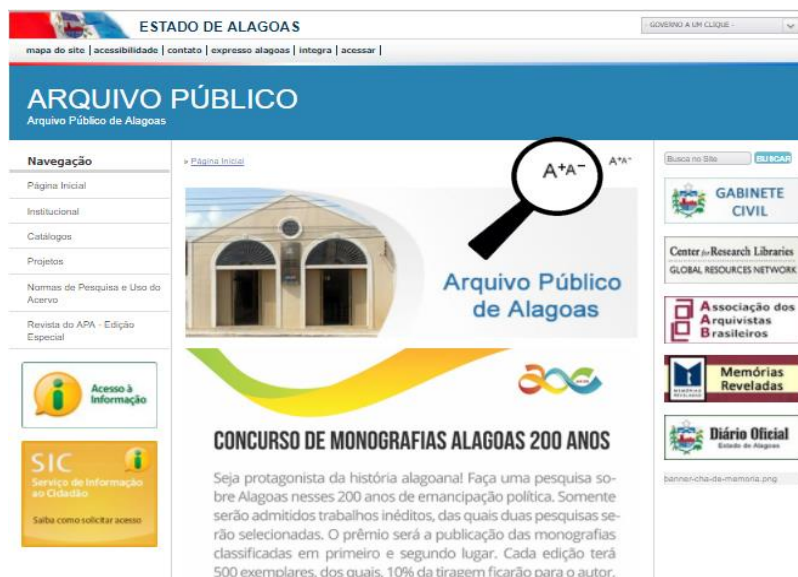 ESTADO DE ALAGOAS
- GOVERNO A UM CLIQUE -
mapa do site | acessibilidade | contato | expresso alagoas | integra | acessar |
ARQUIVO PÚBLICO
Arquivo Público de Alagoas
Navegação
Página Inicial
Institucional
Catálogos
Projetos
Normas de Pesquisa e Uso do
Acervo
Revista do APA - Edição
Especial
Acesso à
Informação
SIC
Serviço de Informação
ao Cidadão
Saiba como solicitar acesso
» Página Inicial
A+A-
A+A-
Arquivo Público
de Alagoas
200
CONCURSO DE MONOGRAFIAS ALAGOAS 200 ANOS
Seja protagonista da história alagoana! Faça uma pesquisa so-
bre Alagoas nesses 200 anos de emancipação política. Somente
serão admitidos trabalhos inéditos, das quais duas pesquisas se-
rão selecionadas. O prêmio será a publicação das monografias
classificadas em primeiro e segundo lugar. Cada edição terá
500 exemplares, dos quais, 10% da tiragem ficarão para o autor.
Busca no Site
BUSCAR
GABINETE
CIVIL
Center for Research Libraries
GLOBAL RESOURCES NETWORK
Associação dos
Arquivistas
Brasileiros
MEMÓRIAS
REVELADAS
Memórias
Reveladas
Diário Oficial
Estado de Alagoas
banner-cha-de-memoria.png